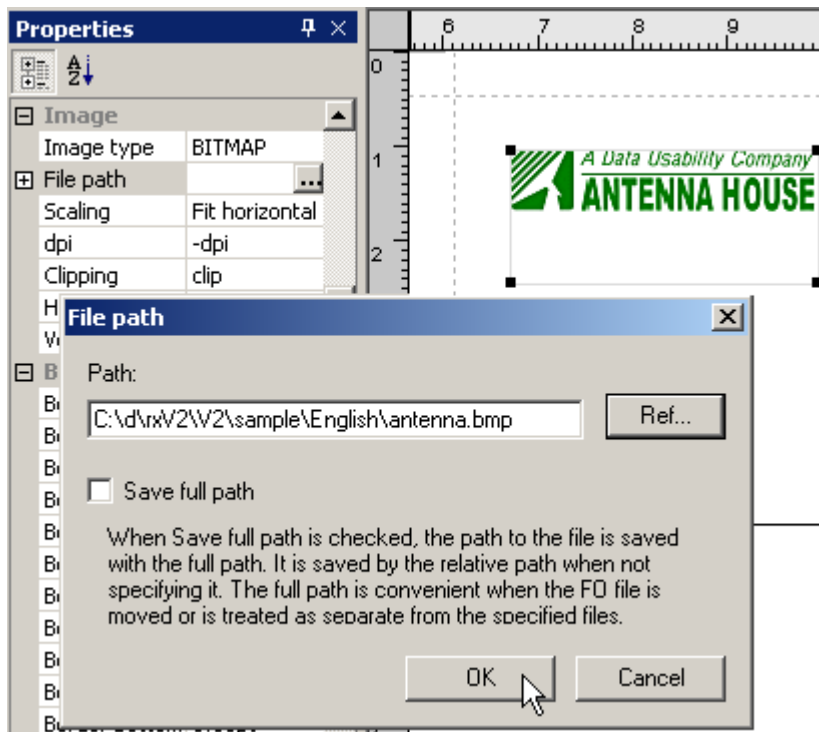 Properties
6 7 8 9
0
Image
Image type BITMAP
1
A Data Usability Company
File path ...
ANTENNA HOUSE
Scaling Fit horizontal
dpi -dpi
2
Clipping clip
File path
Path:
C:\d\rxV2\V2\sample\English\antenna.bmp
Ref...
Save full path
When Save full path is checked, the path to the file is saved
with the full path. It is saved by the relative path when not
specifying it. The full path is convenient when the FO file is
moved or is treated as separate from the specified files.
OK Cancel